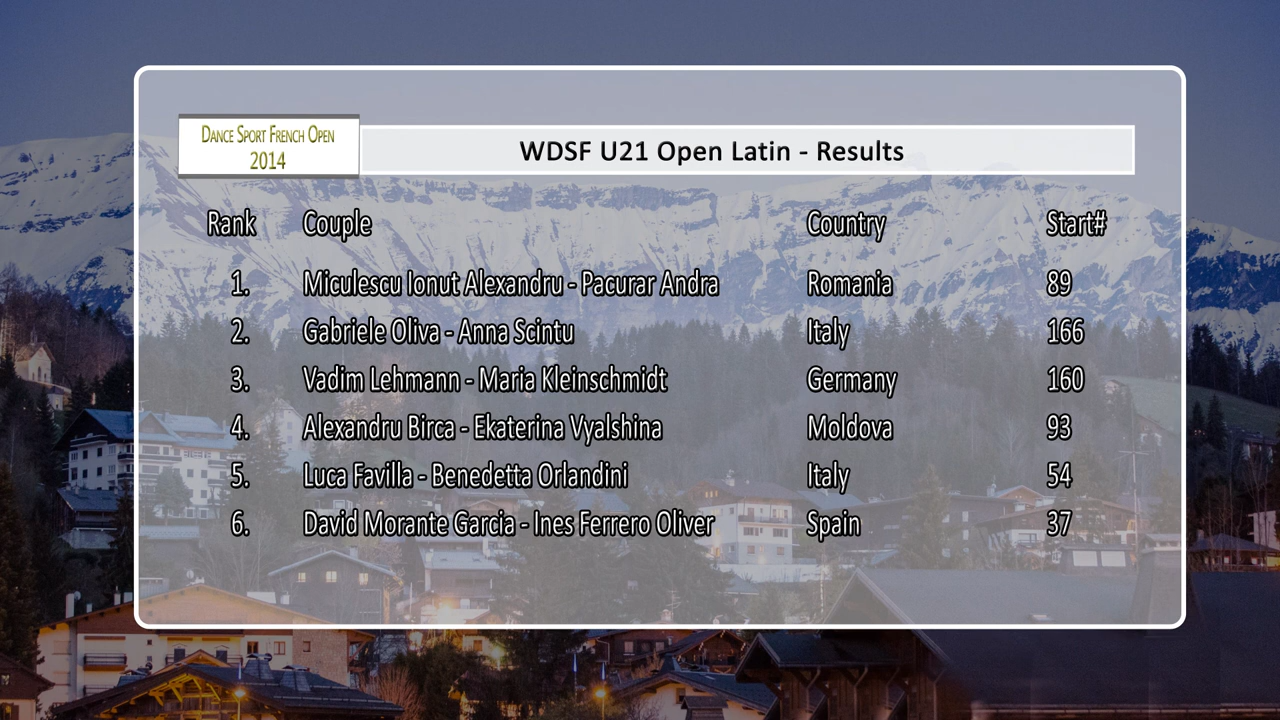 DANCE SPORT FRENCH OPEN
2014
WDSF U21 Open Latin - Results
Rank Couple Country Start#
1. Miculescu Ionut Alexandru - Pacurar Andra Romania 89
2. Gabriele Oliva - Anna Scintu Italy 166
3. Vadim Lehmann - Maria Kleinschmidt Germany 160
4. Alexandru Birca - Ekaterina Vyalshina Moldova 93
5. Luca Favilla - Benedetta Orlandini Italy 54
6. David Morante Garcia - Ines Ferrero Oliver Spain 37